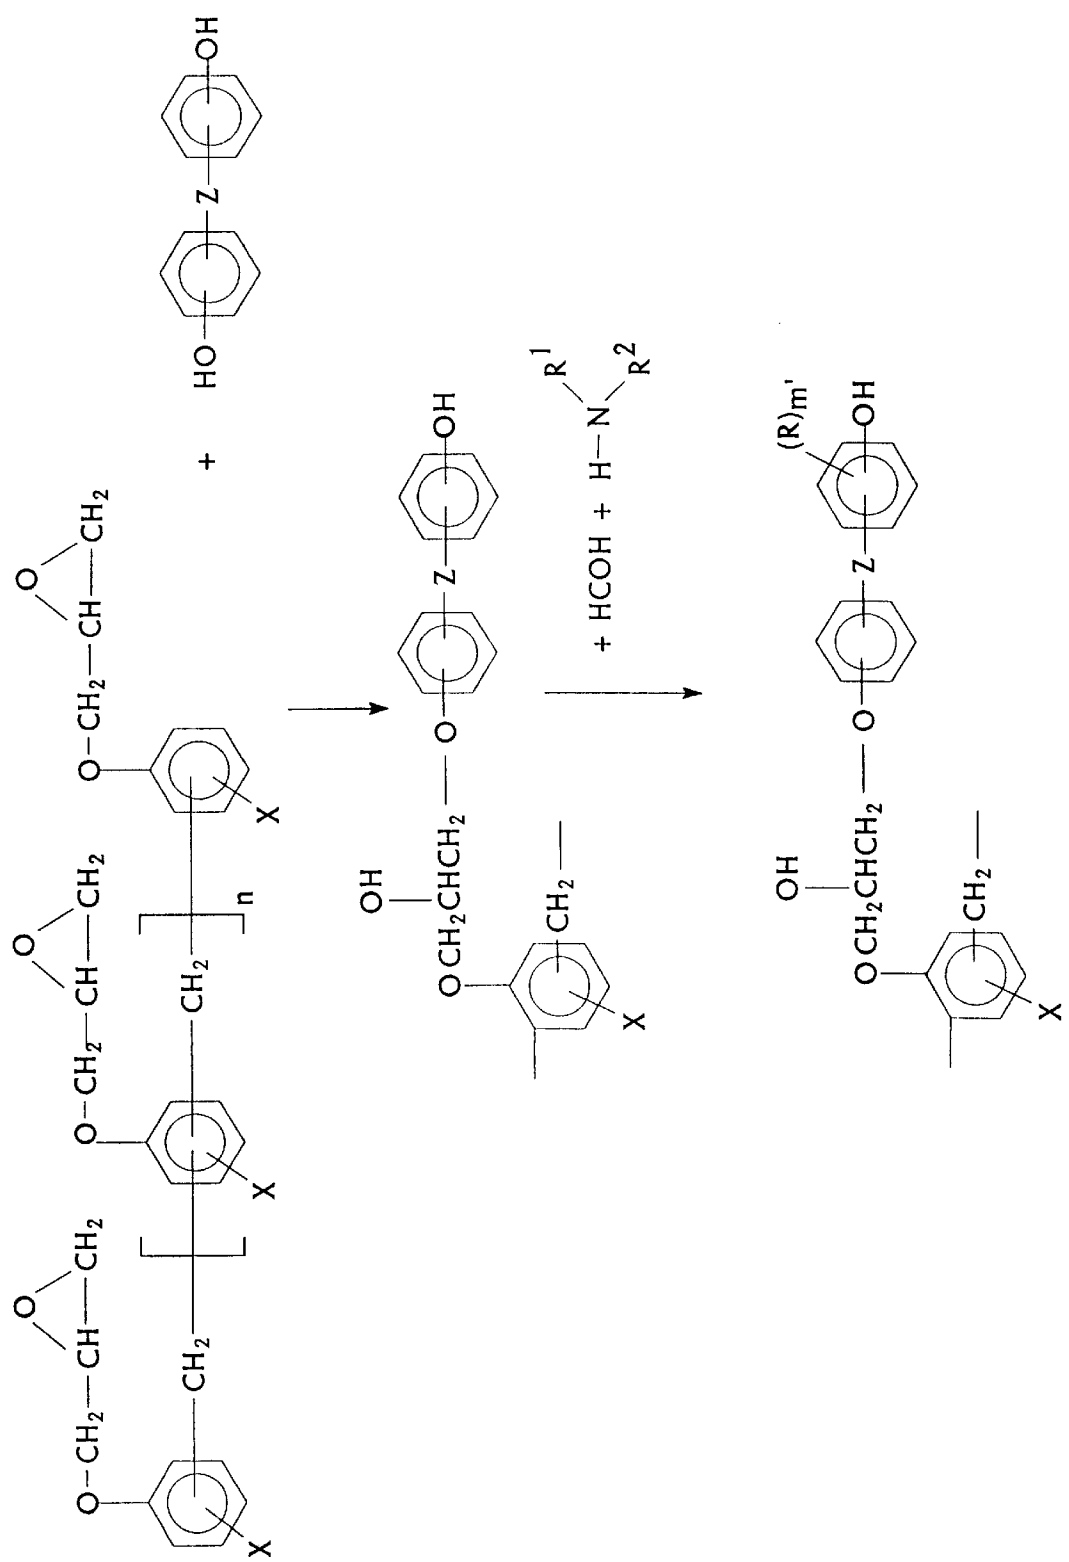 O O O
O–CH2–CH–CH2 O–CH2–CH–CH2 O–CH2–CH–CH2 + HO Z OH
X CH2 X CH2 n X
OH
OCH2CHCH2 — O Z OH
X CH2 —
+ HCOH + H–N R1 R2
OH (R)m'
OCH2CHCH2 — O Z OH
X CH2 —